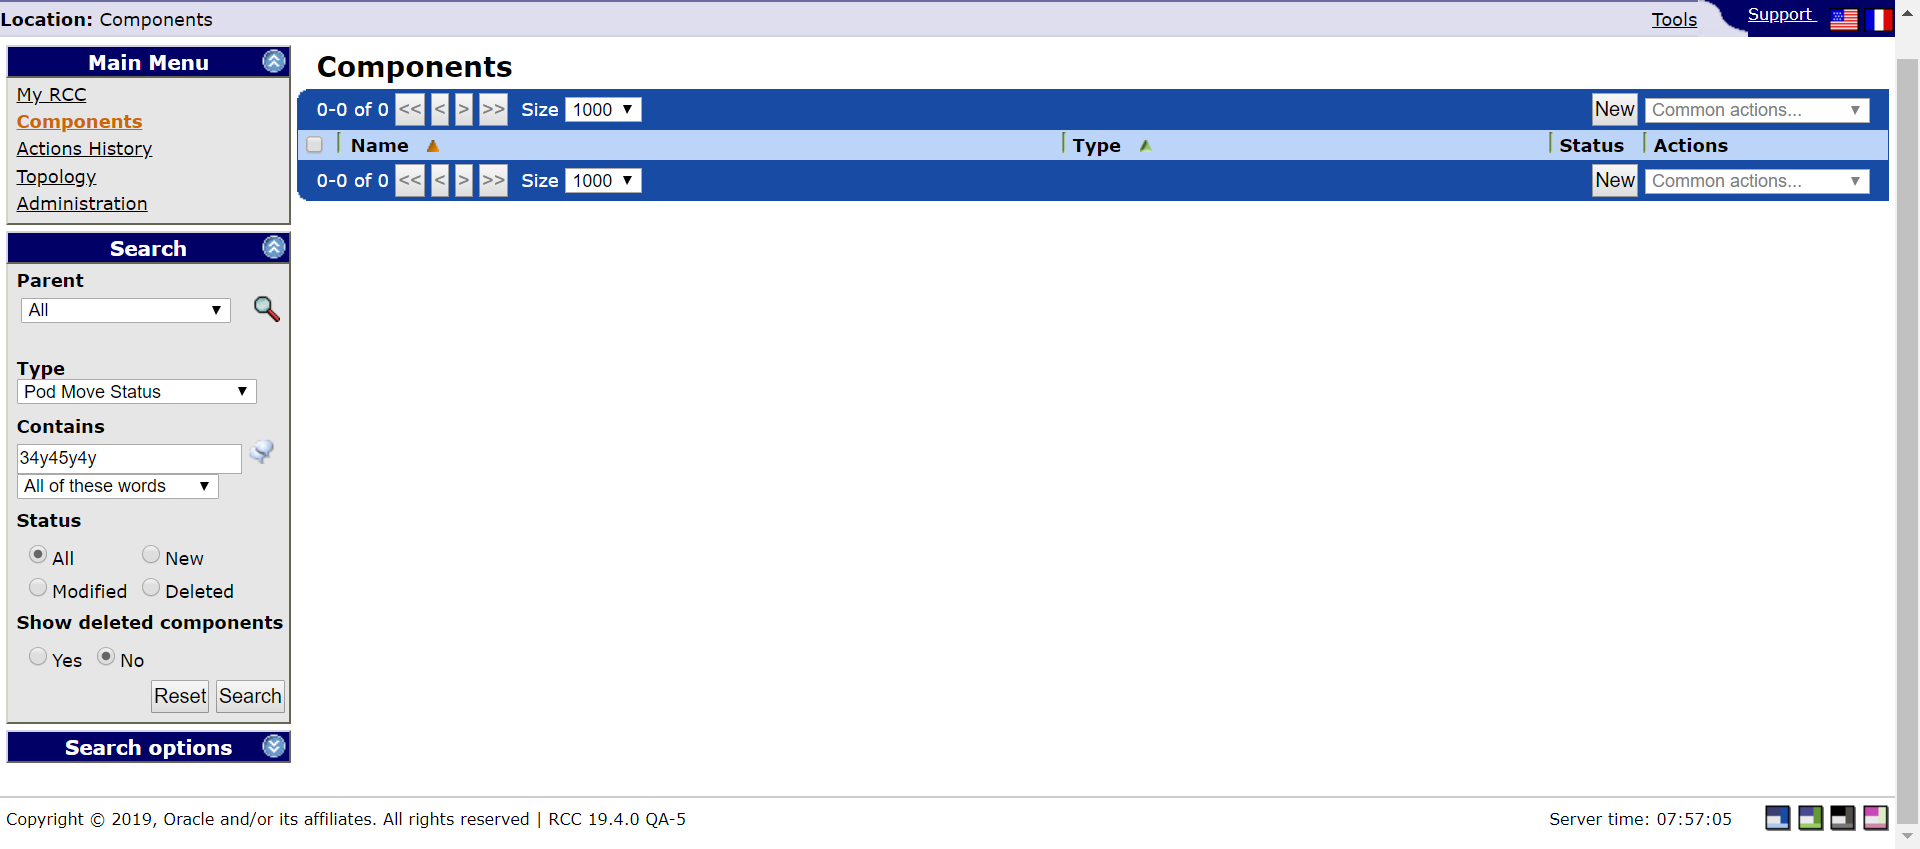 Location: Components
Tools
Support
Main Menu
My RCC
Components
Actions History
Topology
Administration
Search
Parent
All
Type
Pod Move Status
Contains
34y45y4y
All of these words
Status
All New
Modified Deleted
Show deleted components
Yes No
Reset Search
Search options
Components
0-0 of 0 << < > >> Size 1000 New Common actions...
Name Type Status Actions
0-0 of 0 << < > >> Size 1000 New Common actions...
Copyright © 2019, Oracle and/or its affiliates. All rights reserved | RCC 19.4.0 QA-5
Server time: 07:57:05